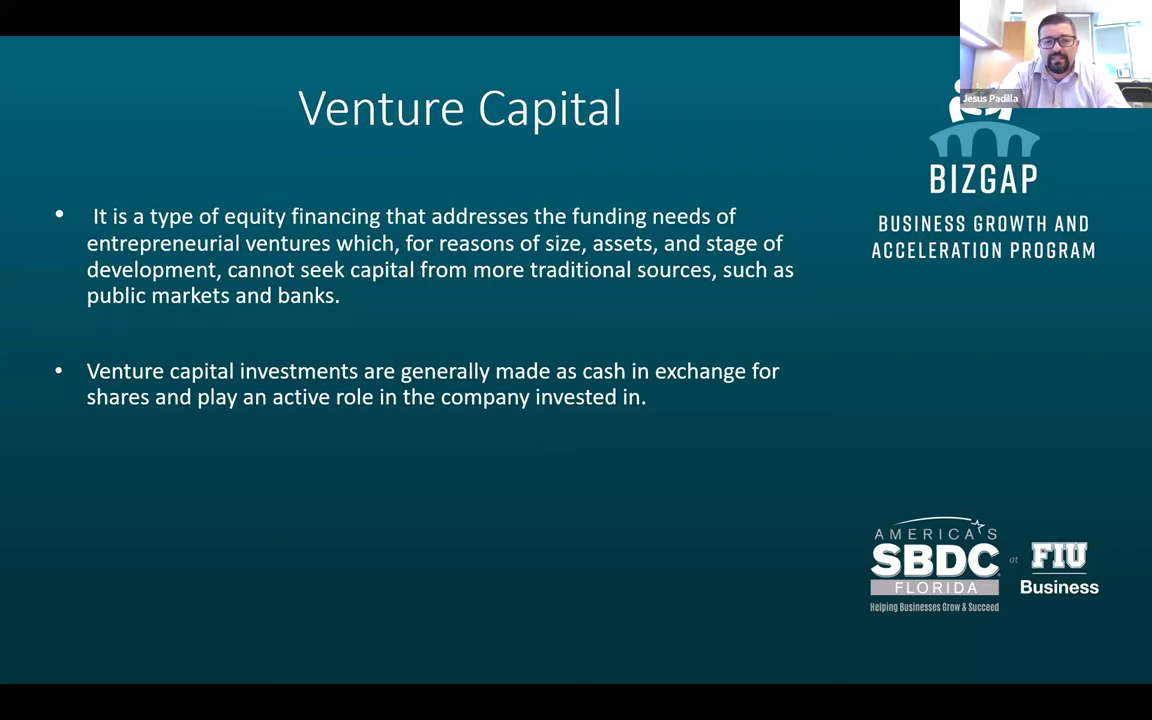 Jesus Padilla
Venture Capital
• It is a type of equity financing that addresses the funding needs of
entrepreneurial ventures which, for reasons of size, assets, and stage of
development, cannot seek capital from more traditional sources, such as
public markets and banks.
• Venture capital investments are generally made as cash in exchange for
shares and play an active role in the company invested in.
BIZGAP
BUSINESS GROWTH AND
ACCELERATION PROGRAM
AMERICA'S
SBDC
FLORIDA
Helping Businesses Grow & Succeed
at
FIU
Business